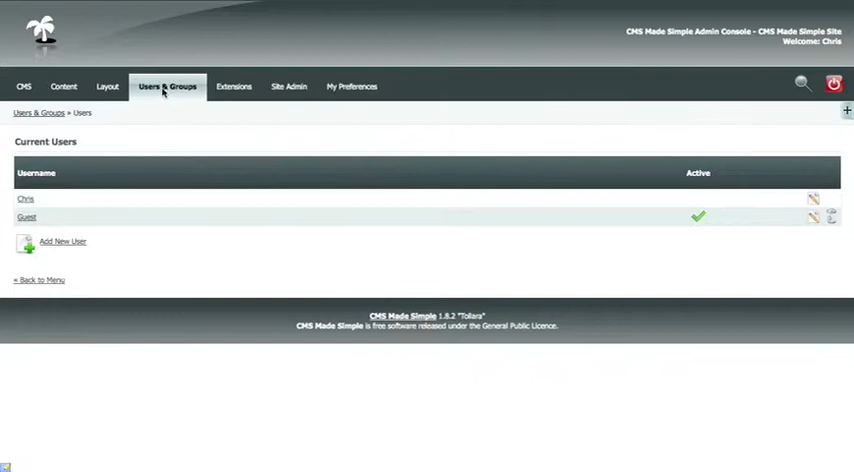 CMS Made Simple Admin Console - CMS Made Simple Site
Welcome: Chris
CMS Content Layout Users & Groups Extensions Site Admin My Preferences
Users & Groups » Users
Current Users
Username Active
Chris
Guest
Add New User
« Back to Menu
CMS Made Simple 1.8.2 "Tollara"
CMS Made Simple is free software released under the General Public Licence.